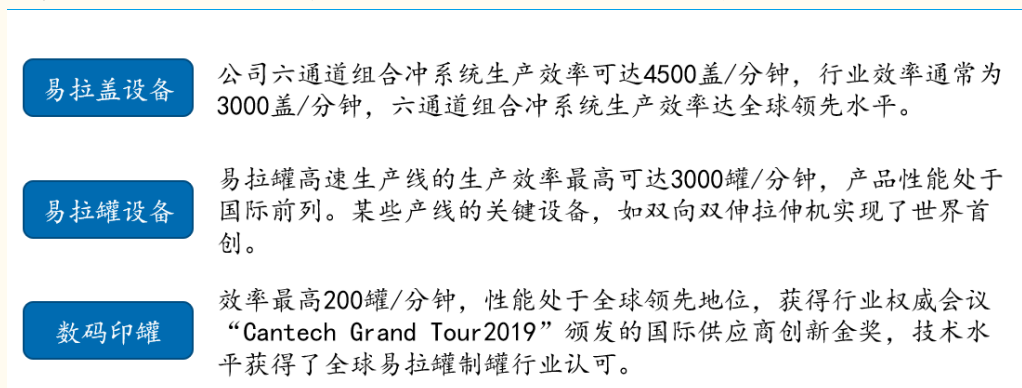 易拉盖设备
公司六通道组合冲系统生产效率可达4500盖/分钟，行业效率通常为
3000盖/分钟，六通道组合冲系统生产效率达全球领先水平。
易拉罐设备
易拉罐高速生产线的生产效率最高可达3000罐/分钟，产品性能处于
国际前列。某些产线的关键设备，如双向双伸拉伸机实现了世界首
创。
数码印罐
效率最高200罐/分钟，性能处于全球领先地位，获得行业权威会议
“Cantech Grand Tour2019”颁发的国际供应商创新金奖，技术水
平获得了全球易拉罐制罐行业认可。